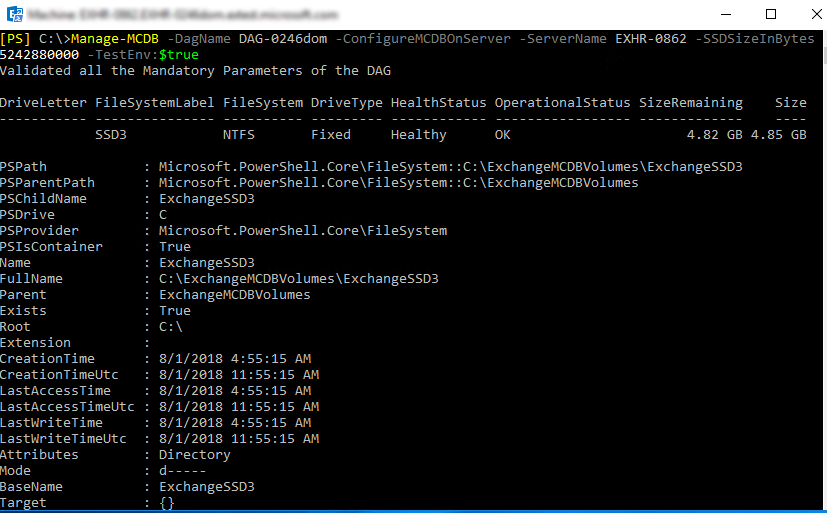 [PS] C:\>Manage-MCDB -DagName DAG-0246dom -ConfigureMCDBOnServer -ServerName EXHR-0862 -SSDSizeInBytes
5242880000 -TestEnv:$true
Validated all the Mandatory Parameters of the DAG
DriveLetter FileSystemLabel FileSystem DriveType HealthStatus OperationalStatus SizeRemaining    Size
----------- --------------- ---------- --------- ------------ ----------------- -------------    ----
            SSD3            NTFS       Fixed     Healthy      OK                      4.82 GB 4.85 GB
PSPath            : Microsoft.PowerShell.Core\FileSystem::C:\ExchangeMCDBVolumes\ExchangeSSD3
PSParentPath      : Microsoft.PowerShell.Core\FileSystem::C:\ExchangeMCDBVolumes
PSChildName       : ExchangeSSD3
PSDrive           : C
PSProvider        : Microsoft.PowerShell.Core\FileSystem
PSIsContainer     : True
Name              : ExchangeSSD3
FullName          : C:\ExchangeMCDBVolumes\ExchangeSSD3
Parent            : ExchangeMCDBVolumes
Exists            : True
Root              : C:\
Extension         :
CreationTime      : 8/1/2018 4:55:15 AM
CreationTimeUtc   : 8/1/2018 11:55:15 AM
LastAccessTime    : 8/1/2018 4:55:15 AM
LastAccessTimeUtc : 8/1/2018 11:55:15 AM
LastWriteTime     : 8/1/2018 4:55:15 AM
LastWriteTimeUtc  : 8/1/2018 11:55:15 AM
Attributes        : Directory
Mode              : d-----
BaseName          : ExchangeSSD3
Target            : {}